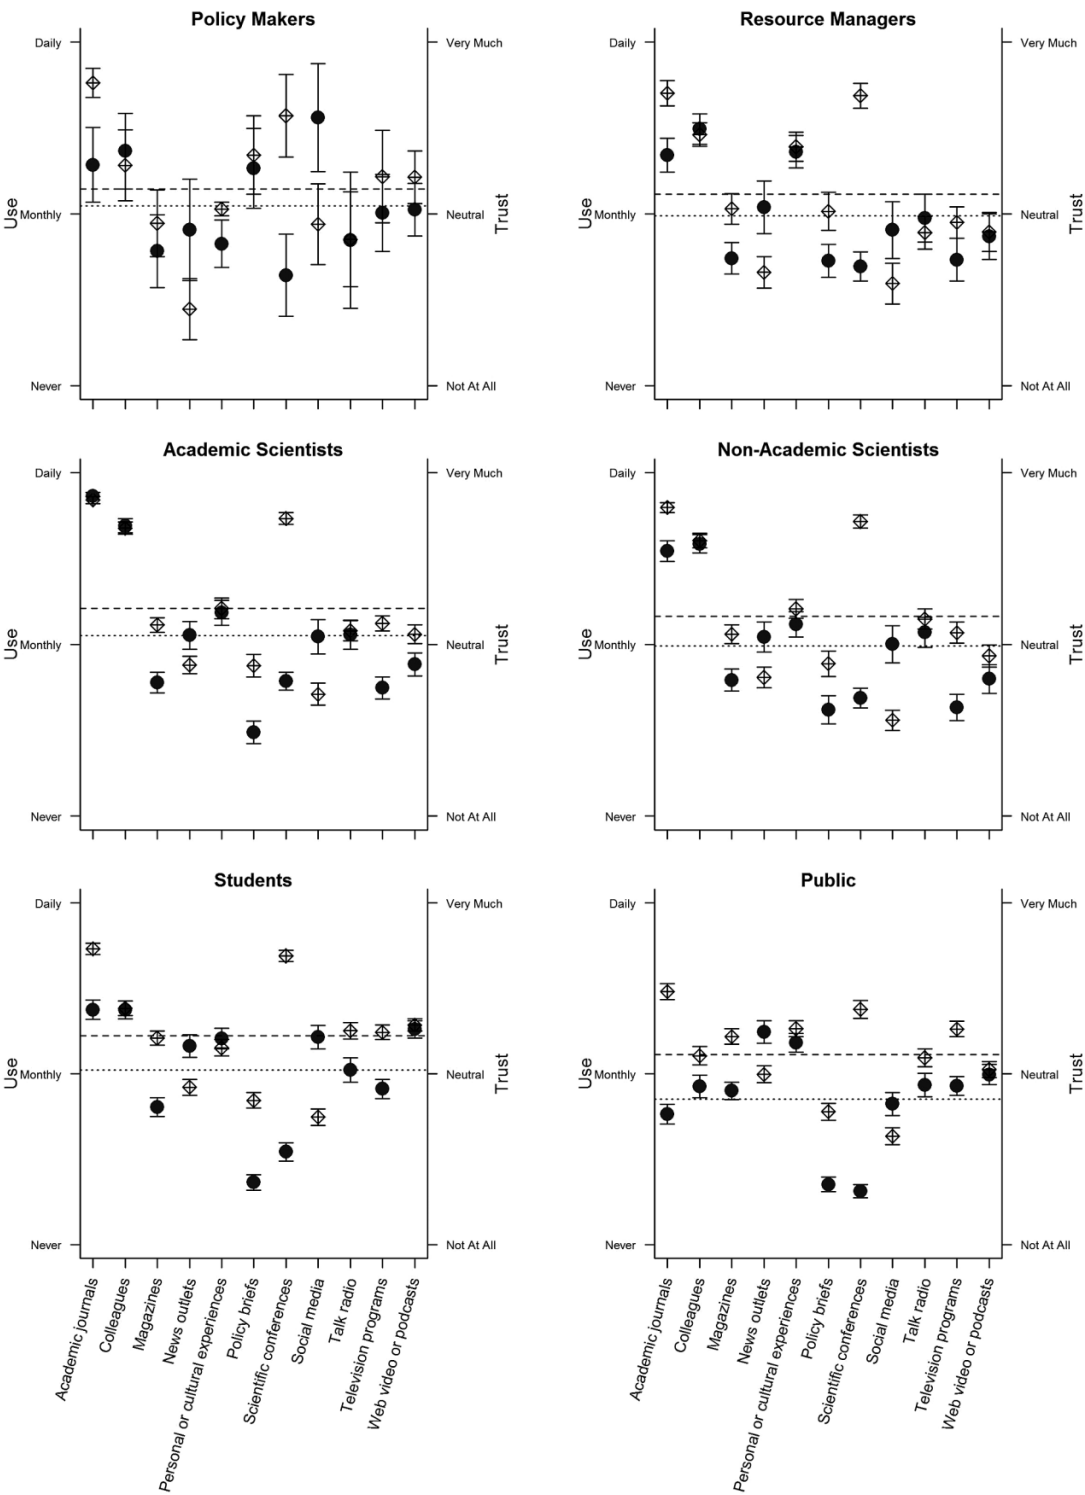 Policy Makers
Daily
Very Much
Use
Monthly
Neutral
Trust
Never
Not At All
Resource Managers
Daily
Very Much
Use
Monthly
Neutral
Trust
Never
Not At All
Academic Scientists
Daily
Very Much
Use
Monthly
Neutral
Trust
Never
Not At All
Non-Academic Scientists
Daily
Very Much
Use
Monthly
Neutral
Trust
Never
Not At All
Students
Daily
Very Much
Use
Monthly
Neutral
Trust
Never
Not At All
Academic journals
Colleagues
Magazines
News outlets
Personal or cultural experiences
Policy briefs
Scientific conferences
Social media
Talk radio
Television programs
Web video or podcasts
Public
Daily
Very Much
Use
Monthly
Neutral
Trust
Never
Not At All
Academic journals
Colleagues
Magazines
News outlets
Personal or cultural experiences
Policy briefs
Scientific conferences
Social media
Talk radio
Television programs
Web video or podcasts